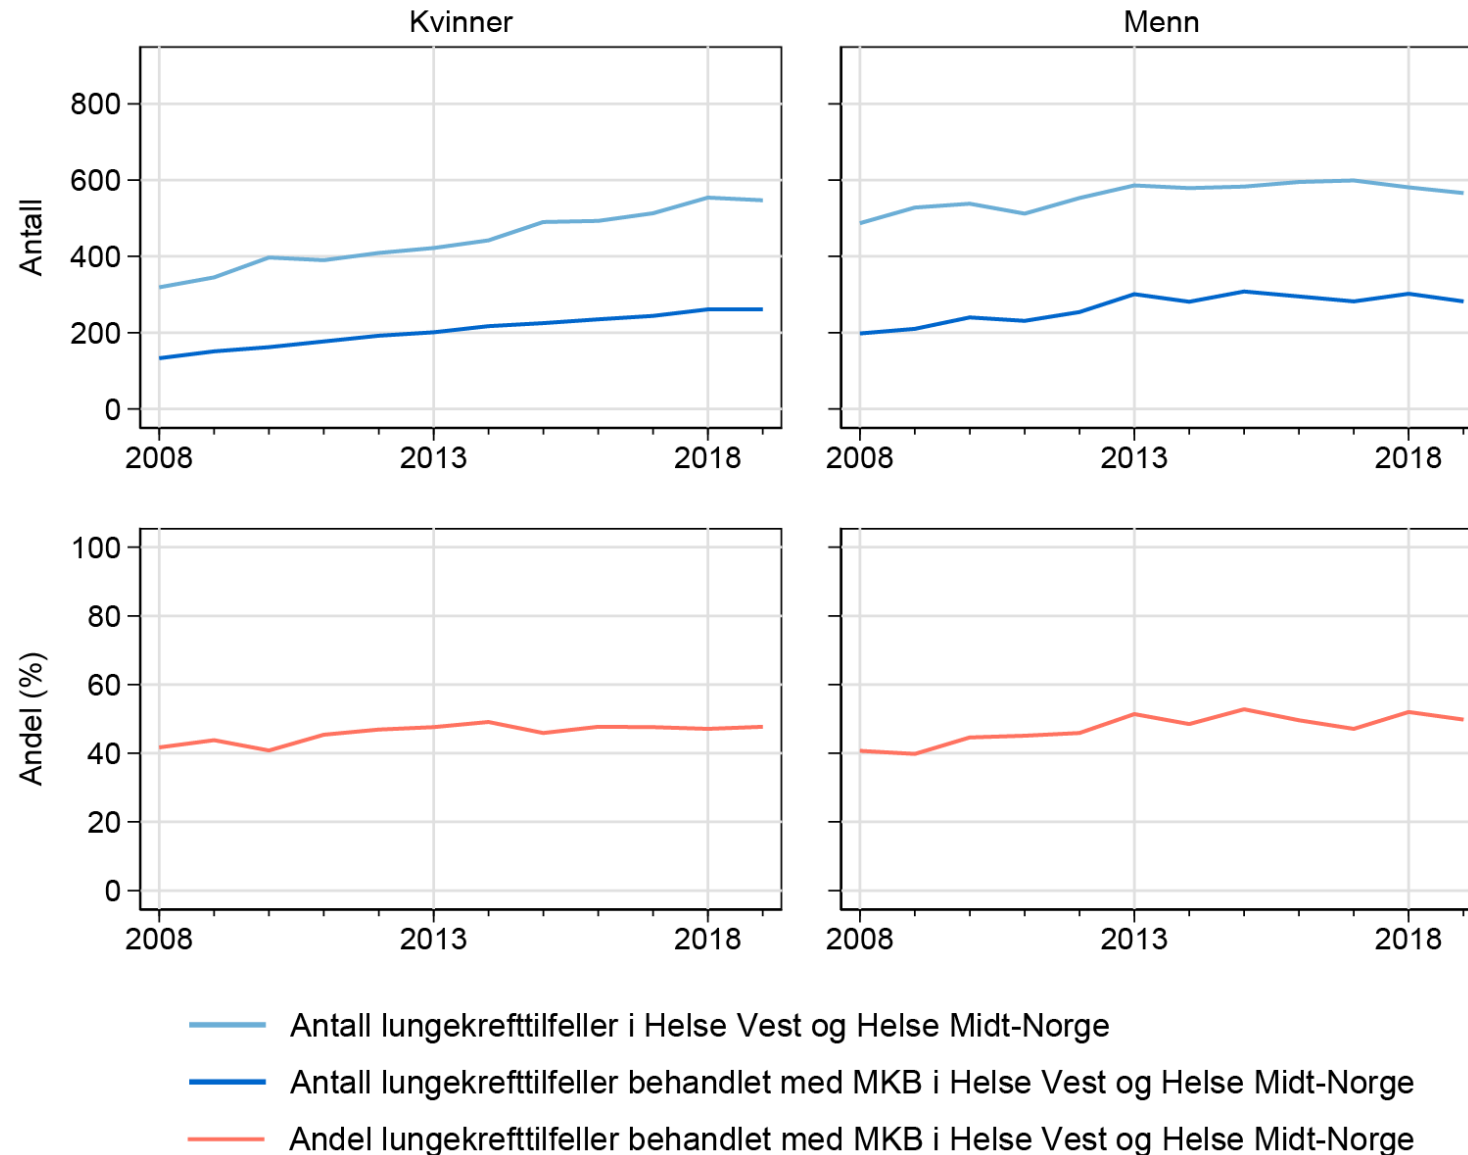 Kvinner
Menn
Antall
800
600
400
200
0
2008 2013 2018
2008 2013 2018
Andel (%)
100
80
60
40
20
0
2008 2013 2018
2008 2013 2018
Antall lungekrefttilfeller i Helse Vest og Helse Midt-Norge
Antall lungekrefttilfeller behandlet med MKB i Helse Vest og Helse Midt-Norge
Andel lungekrefttilfeller behandlet med MKB i Helse Vest og Helse Midt-Norge